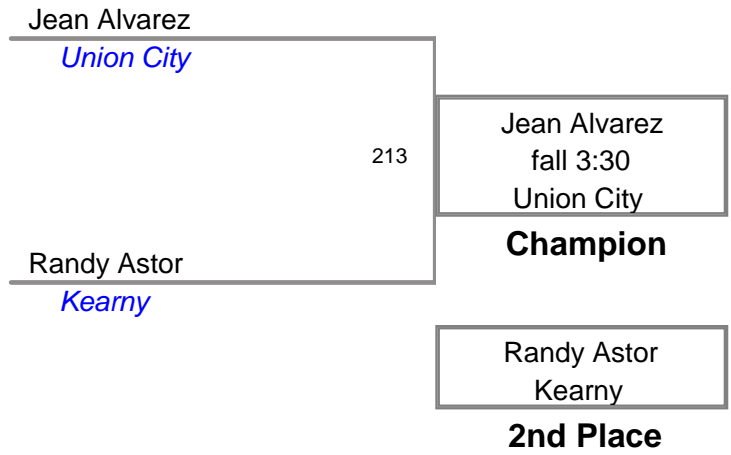 Jean Alvarez
Union City
213
Jean Alvarez
fall 3:30
Union City
Champion
Randy Astor
Kearny
Randy Astor
Kearny
2nd Place